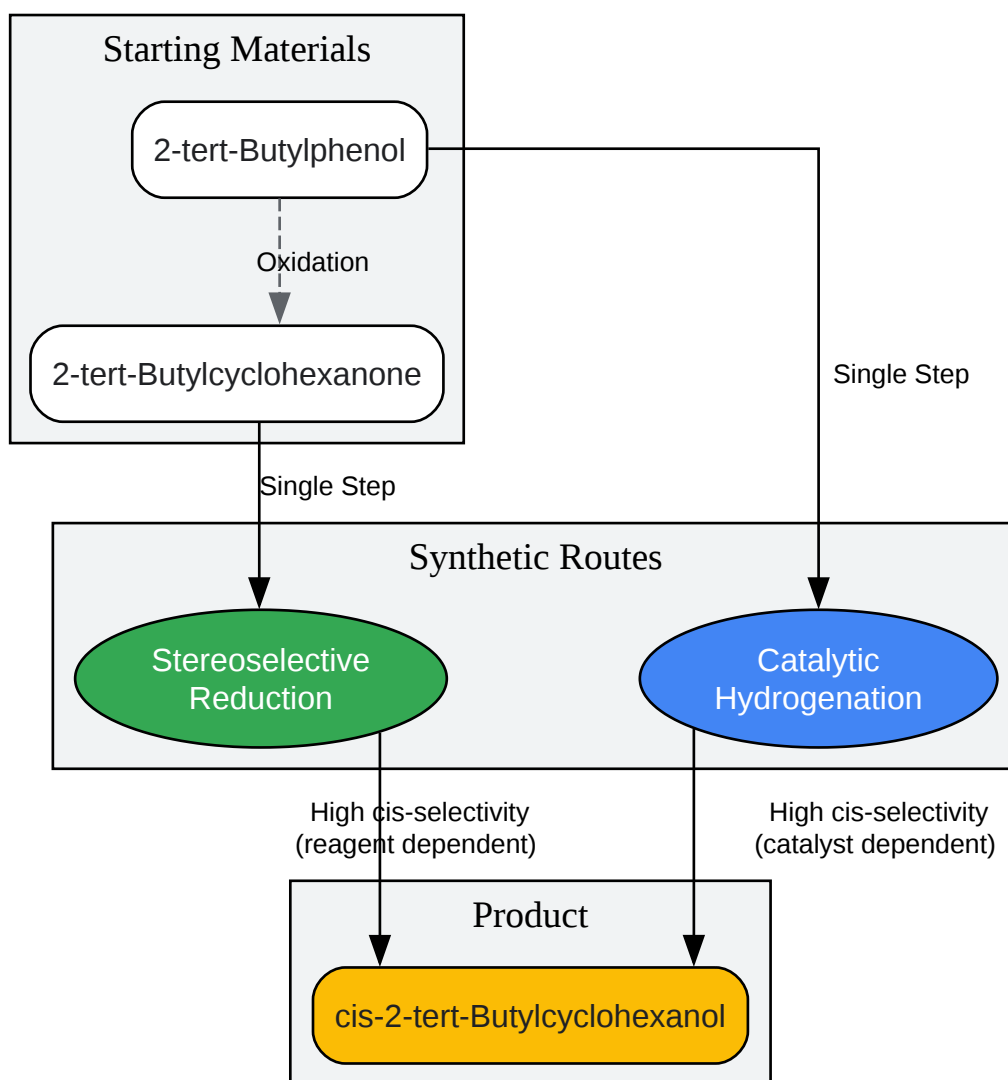 Starting Materials
2-tert-Butylphenol
Oxidation
2-tert-Butylcyclohexanone
Single Step
Single Step
Synthetic Routes
Stereoselective
Reduction
Catalytic
Hydrogenation
High cis-selectivity
(reagent dependent)
High cis-selectivity
(catalyst dependent)
Product
cis-2-tert-Butylcyclohexanol